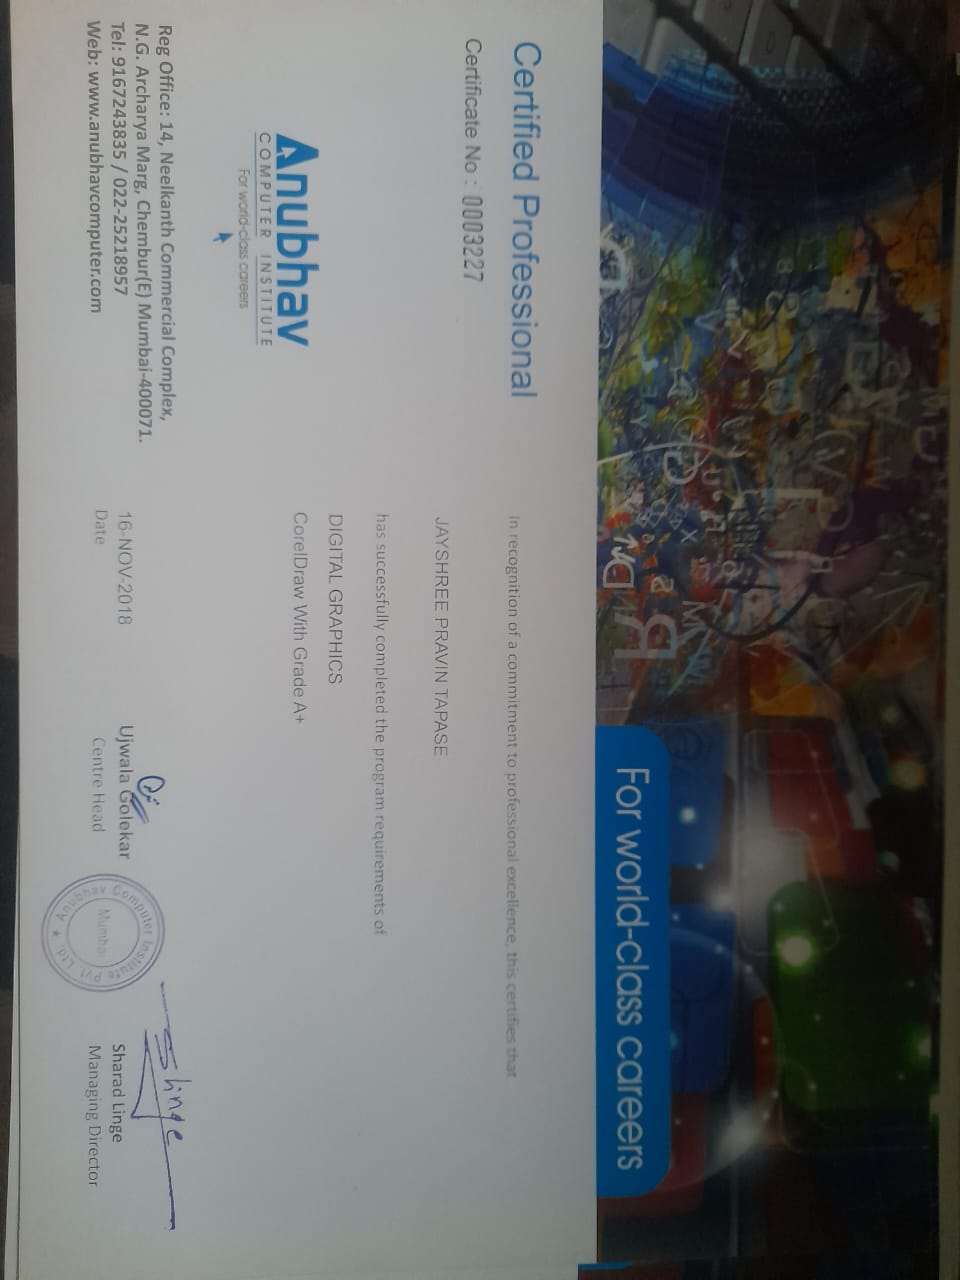 For world-class careers
Certified Professional
Certificate No : 0003227
In recognition of a commitment to professional excellence, this certifies that
JAYSHREE PRAVIN TAPASE
has successfully completed the program requirements of
DIGITAL GRAPHICS
CorelDraw With Grade A+
Anubhav
COMPUTER INSTITUTE
For world-class careers
Reg Office: 14, Neelkanth Commercial Complex,
N.G. Archarya Marg, Chembur(E) Mumbai-400071.
Tel: 9167243835 / 022-25218957
Web: www.anubhavcomputer.com
16-NOV-2018
Date
Ujwala Golekar
Centre Head
Anubhav Computer Institute Pvt. Ltd.
Mumbai
Slinge
Sharad Linge
Managing Director